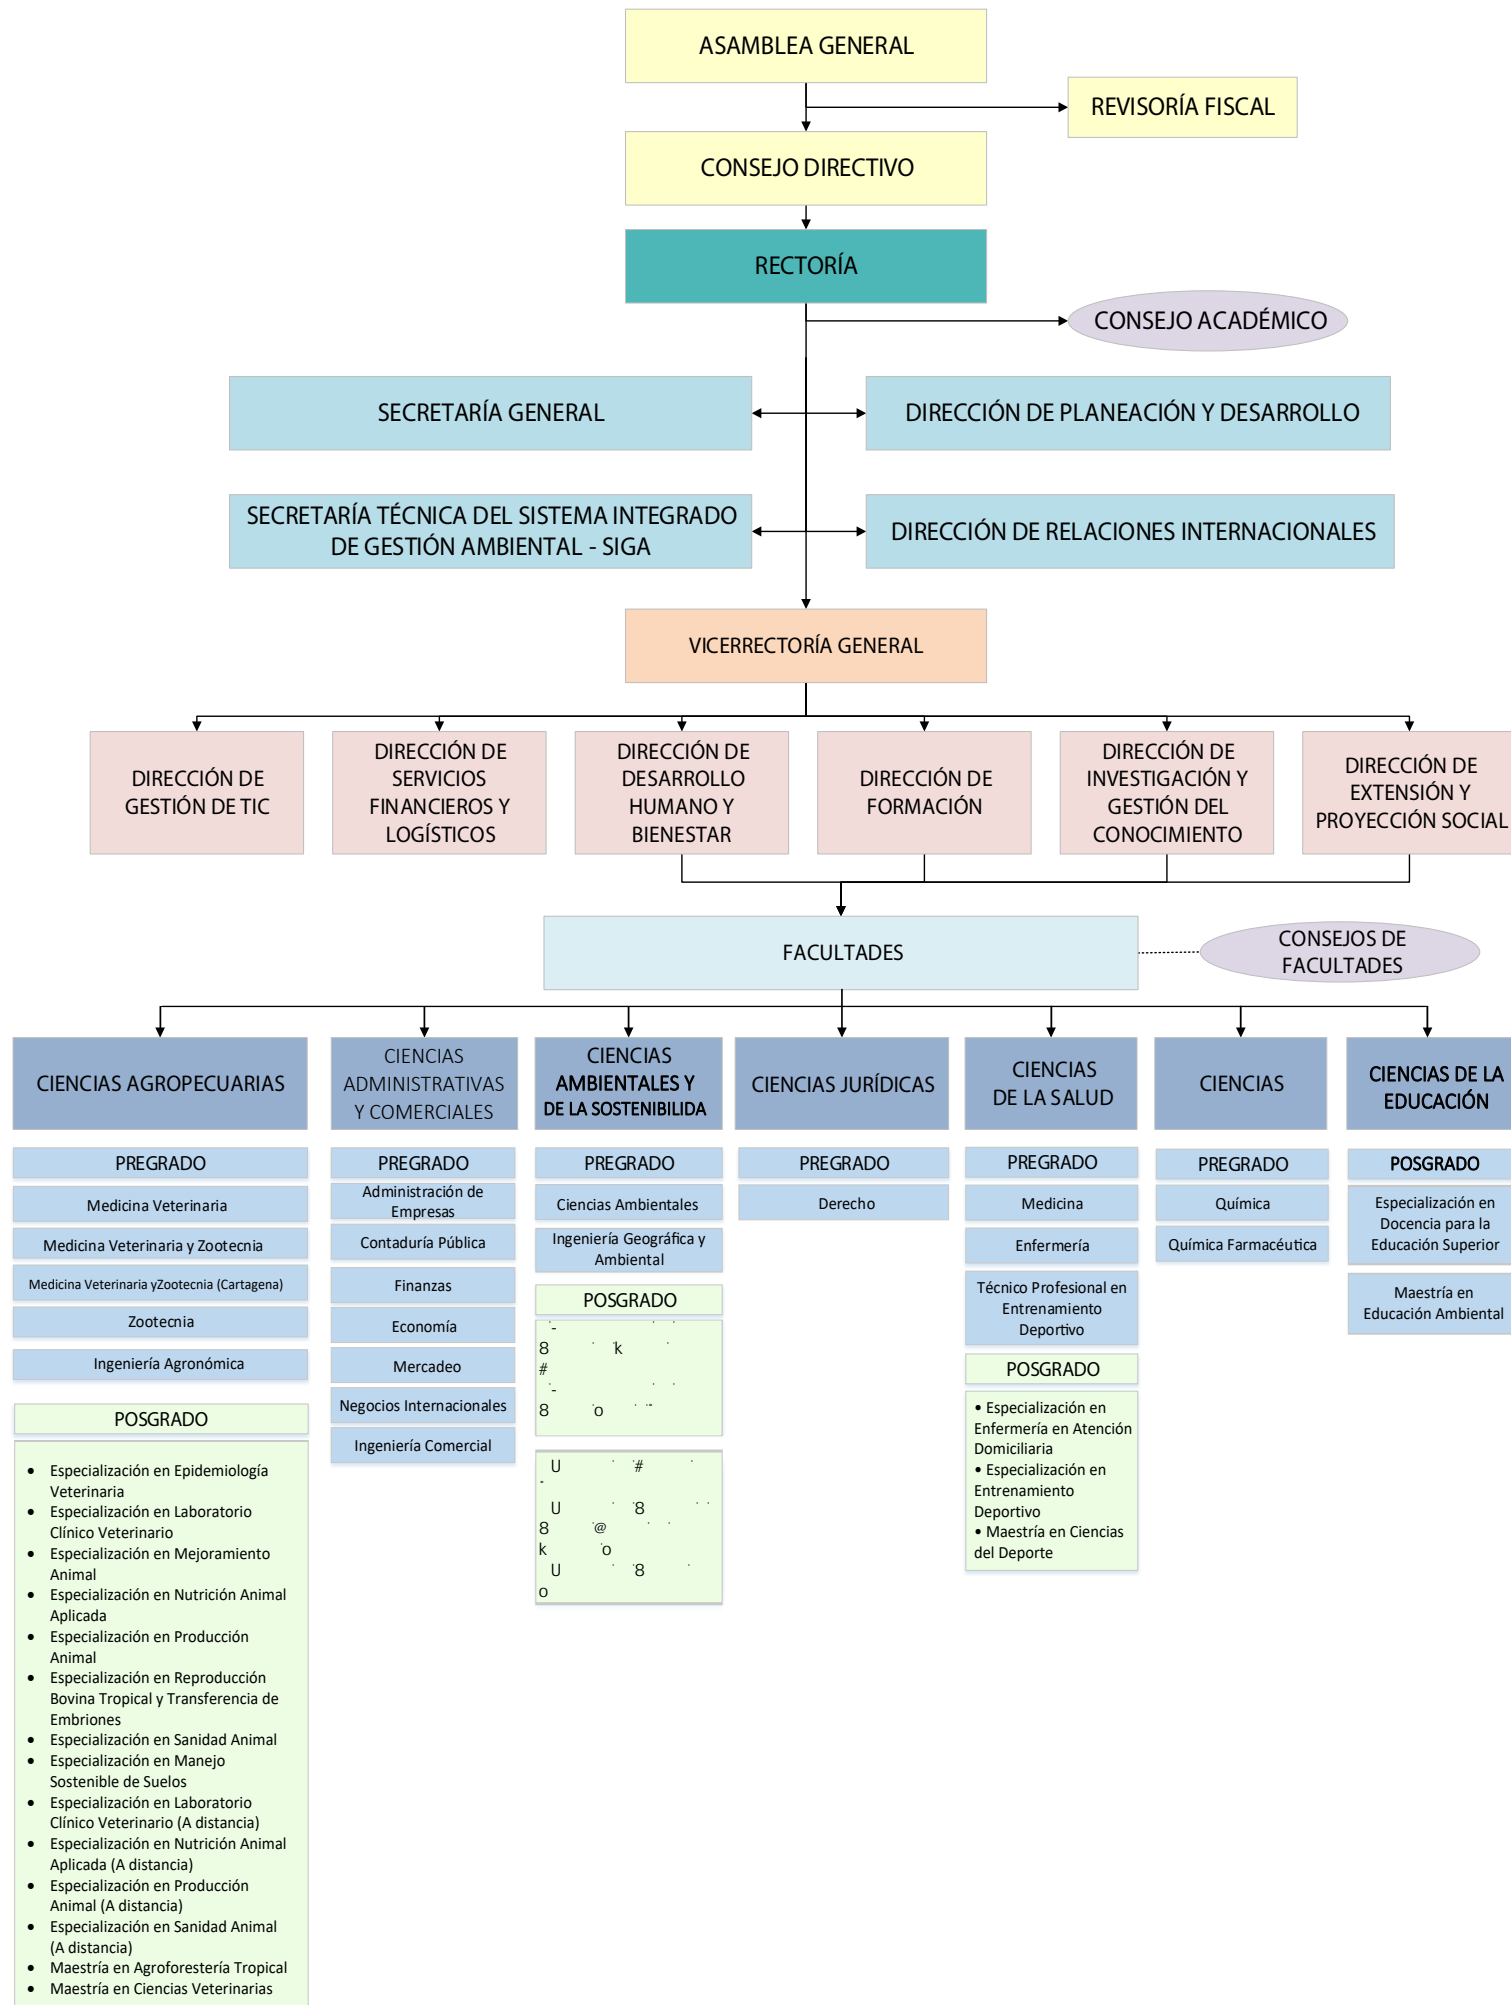 ASAMBLEA GENERAL
REVISORÍA FISCAL
CONSEJO DIRECTIVO
RECTORÍA
CONSEJO ACADÉMICO
SECRETARÍA GENERAL
DIRECCIÓN DE PLANEACIÓN Y DESARROLLO
SECRETARÍA TÉCNICA DEL SISTEMA INTEGRADO
DE GESTIÓN AMBIENTAL - SIGA
DIRECCIÓN DE RELACIONES INTERNACIONALES
VICERRECTORÍA GENERAL
DIRECCIÓN DE
GESTIÓN DE TIC
DIRECCIÓN DE
SERVICIOS
FINANCIEROS Y
LOGÍSTICOS
DIRECCIÓN DE
DESARROLLO
HUMANO Y
BIENESTAR
DIRECCIÓN DE
FORMACIÓN
DIRECCIÓN DE
INVESTIGACIÓN Y
GESTIÓN DEL
CONOCIMIENTO
DIRECCIÓN DE
EXTENSIÓN Y
PROYECCIÓN SOCIAL
FACULTADES
CONSEJOS DE
FACULTADES
CIENCIAS AGROPECUARIAS
PREGRADO
Medicina Veterinaria
Medicina Veterinaria y Zootecnia
Medicina Veterinaria yZootecnia (Cartagena)
Zootecnia
Ingeniería Agronómica
POSGRADO
• Especialización en Epidemiología
Veterinaria
• Especialización en Laboratorio
Clínico Veterinario
• Especialización en Mejoramiento
Animal
• Especialización en Nutrición Animal
Aplicada
• Especialización en Producción
Animal
• Especialización en Reproducción
Bovina Tropical y Transferencia de
Embriones
• Especialización en Sanidad Animal
• Especialización en Manejo
Sostenible de Suelos
• Especialización en Laboratorio
Clínico Veterinario (A distancia)
• Especialización en Nutrición Animal
Aplicada (A distancia)
• Especialización en Producción
Animal (A distancia)
• Especialización en Sanidad Animal
(A distancia)
• Maestría en Agroforestería Tropical
• Maestría en Ciencias Veterinarias
CIENCIAS
ADMINISTRATIVAS
Y COMERCIALES
PREGRADO
Administración de
Empresas
Contaduría Pública
Finanzas
Economía
Mercadeo
Negocios Internacionales
Ingeniería Comercial
CIENCIAS
AMBIENTALES Y
DE LA SOSTENIBILIDA
PREGRADO
Ciencias Ambientales
Ingeniería Geográfica y
Ambiental
POSGRADO
CIENCIAS JURÍDICAS
PREGRADO
Derecho
CIENCIAS
DE LA SALUD
PREGRADO
Medicina
Enfermería
Técnico Profesional en
Entrenamiento
Deportivo
POSGRADO
• Especialización en
Enfermería en Atención
Domiciliaria
• Especialización en
Entrenamiento
Deportivo
• Maestría en Ciencias
del Deporte
CIENCIAS
PREGRADO
Química
Química Farmacéutica
CIENCIAS DE LA
EDUCACIÓN
POSGRADO
Especialización en
Docencia para la
Educación Superior
Maestría en
Educación Ambiental